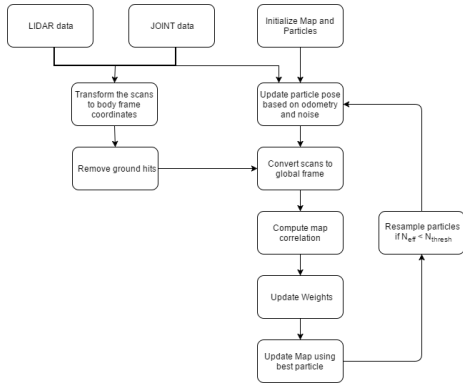 LIDAR data
JOINT data
Initialize Map and
Particles
Transform the scans
to body frame
coordinates
Update particle pose
based on odometry
and noise
Remove ground hits
Convert scans to
global frame
Compute map
correlation
Resample particles
if N_eff < N_thresh
Update Weights
Update Map using
best particle